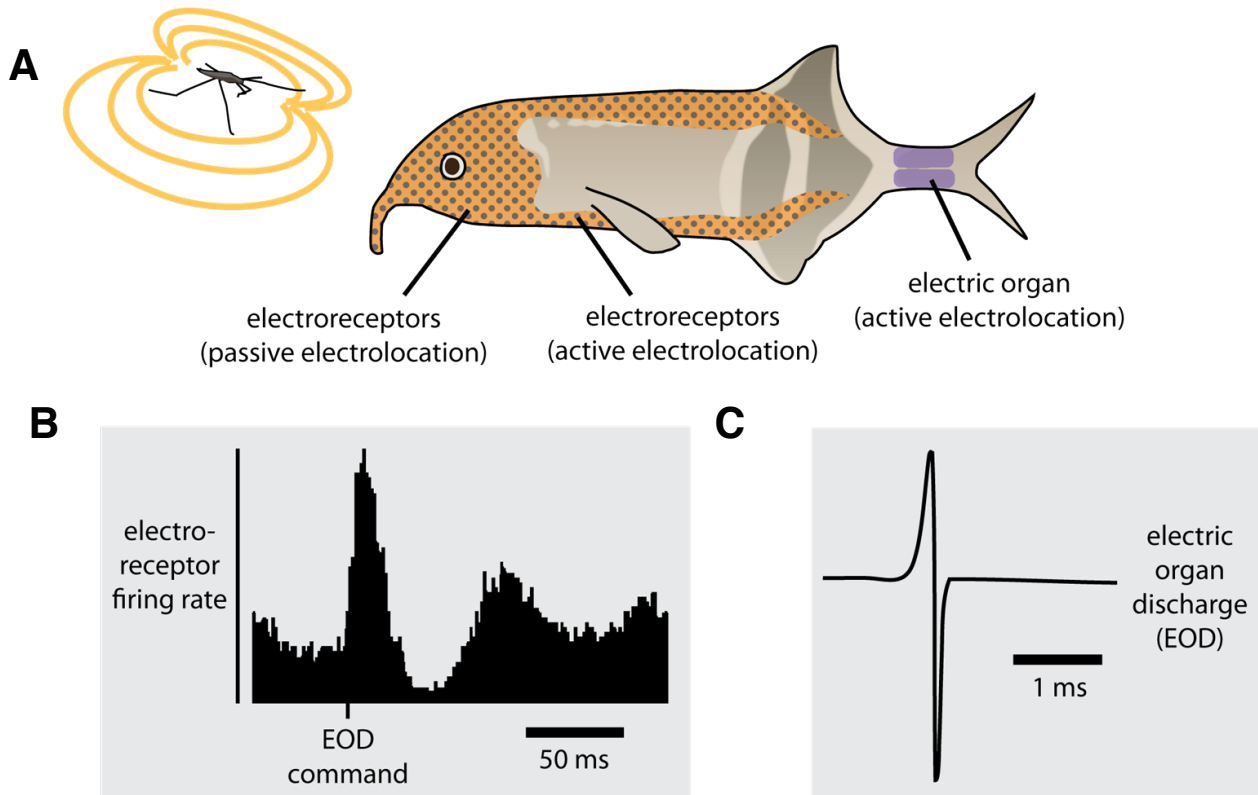 A
electroreceptors
(passive electrolocation)
electroreceptors
(active electrolocation)
electric organ
(active electrolocation)
B
electro-
receptor
firing rate
EOD
command
50 ms
C
electric
organ
discharge
(EOD)
1 ms